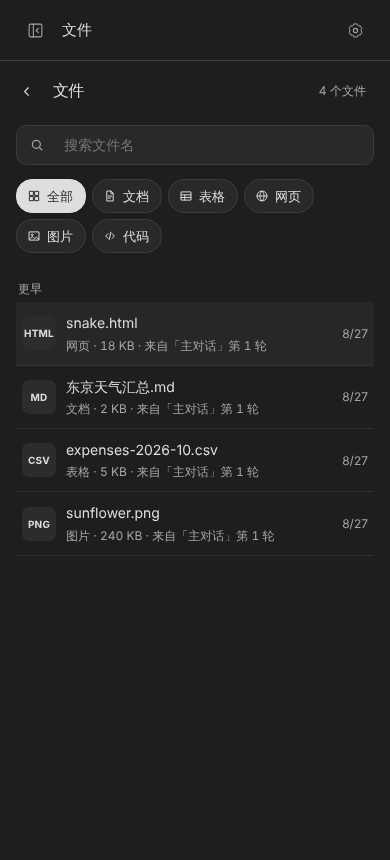 文件
文件
4 个文件
搜索文件名
全部
文档
表格
网页
图片
代码
更早
HTML
snake.html
网页 · 18 KB · 来自「主对话」第 1 轮
8/27
MD
东京天气汇总.md
文档 · 2 KB · 来自「主对话」第 1 轮
8/27
CSV
expenses-2026-10.csv
表格 · 5 KB · 来自「主对话」第 1 轮
8/27
PNG
sunflower.png
图片 · 240 KB · 来自「主对话」第 1 轮
8/27